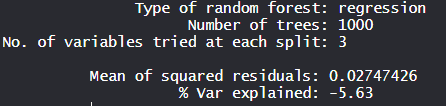 Type of random forest: regression
Number of trees: 1000
No. of variables tried at each split: 3
Mean of squared residuals: 0.02747426
% Var explained: -5.63